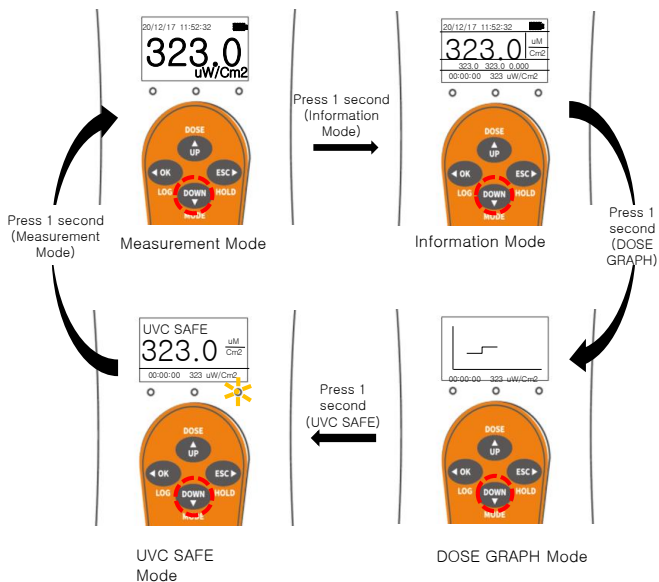 20/12/17 11:52:32
323.0
uW/Cm2
DOSE
UP
OK
ESC
LOG
DOWN
HOLD
MODE
Measurement Mode
Press 1 second
(Information
Mode)
20/12/17 11:52:32
323.0
uM
Cm2
323.0 323.0 0.000
00:00:00 323 uW/Cm2
DOSE
UP
OK
ESC
LOG
DOWN
HOLD
MODE
Information Mode
Press 1 second
(Measurement
Mode)
Press 1
second
(DOSE
GRAPH)
UVC SAFE
323.0
uM
Cm2
00:00:00 323 uW/Cm2
DOSE
UP
OK
ESC
LOG
DOWN
HOLD
MODE
UVC SAFE
Mode
Press 1
second
(UVC SAFE)
00:00:00 323 uW/Cm2
DOSE
UP
OK
ESC
LOG
DOWN
HOLD
MODE
DOSE GRAPH Mode